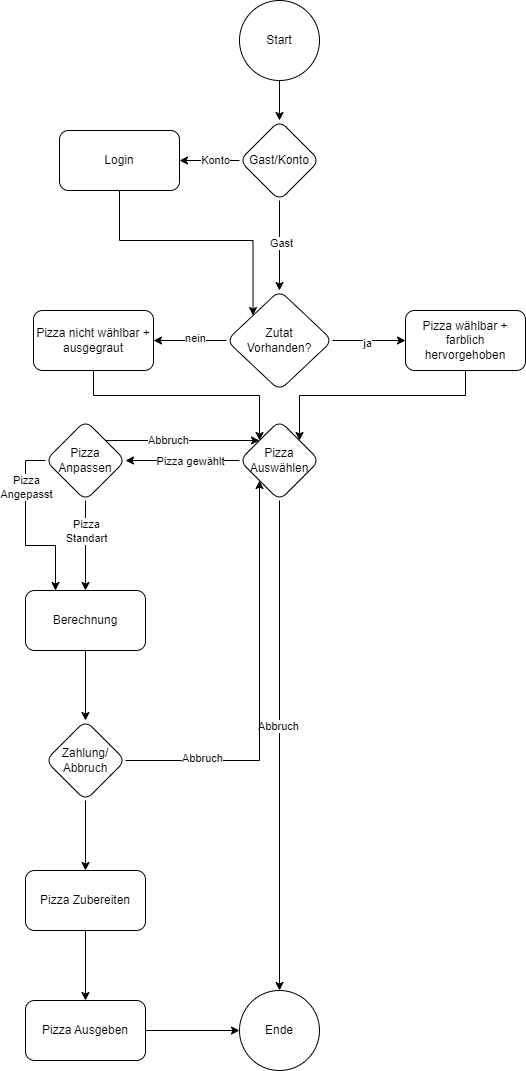 Start
Gast/Konto
Konto
Login
Gast
Zutat
Vorhanden?
nein
Pizza nicht wählbar +
ausgegraut
ja
Pizza wählbar +
farblich
hervorgehoben
Pizza
Auswählen
Pizza gewählt
Abbruch
Pizza
Anpassen
Pizza
Angepasst
Pizza
Standart
Berechnung
Zahlung/
Abbruch
Abbruch
Abbruch
Pizza Zubereiten
Pizza Ausgeben
Ende